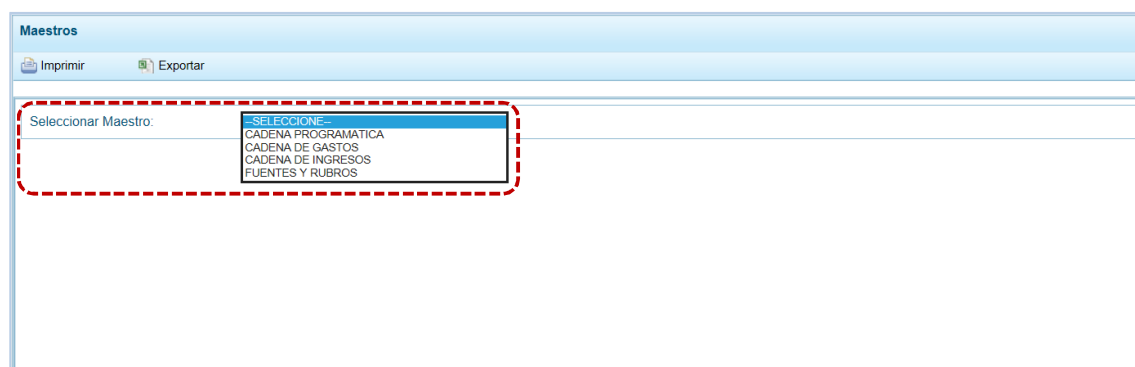 Maestros
Imprimir Exportar
Seleccionar Maestro: --SELECCIONE--
CADENA PROGRAMATICA
CADENA DE GASTOS
CADENA DE INGRESOS
FUENTES Y RUBROS